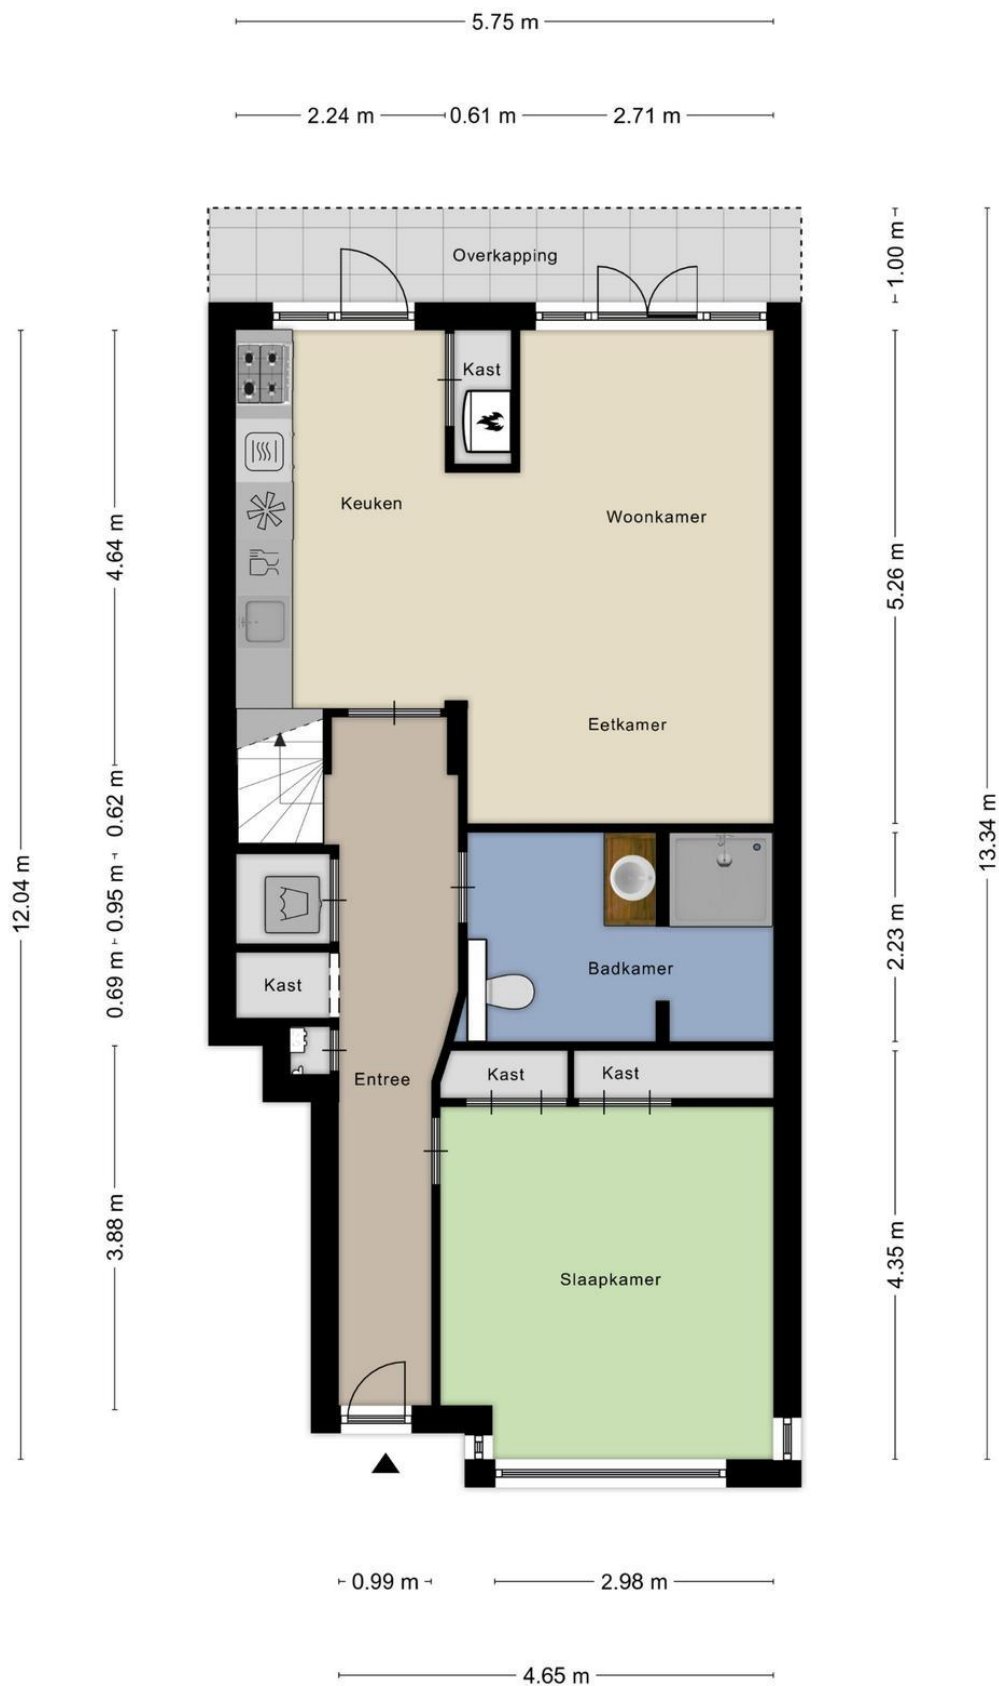 5.75 m
2.24 m 0.61 m 2.71 m
Overkapping
1.00 m
Kast
Keuken
Woonkamer
4.64 m
5.26 m
Eetkamer
0.62 m
13.34 m
12.04 m
0.95 m
2.23 m
Badkamer
0.69 m
Kast
Entree
Kast
Kast
3.88 m
4.35 m
Slaapkamer
0.99 m 2.98 m
4.65 m